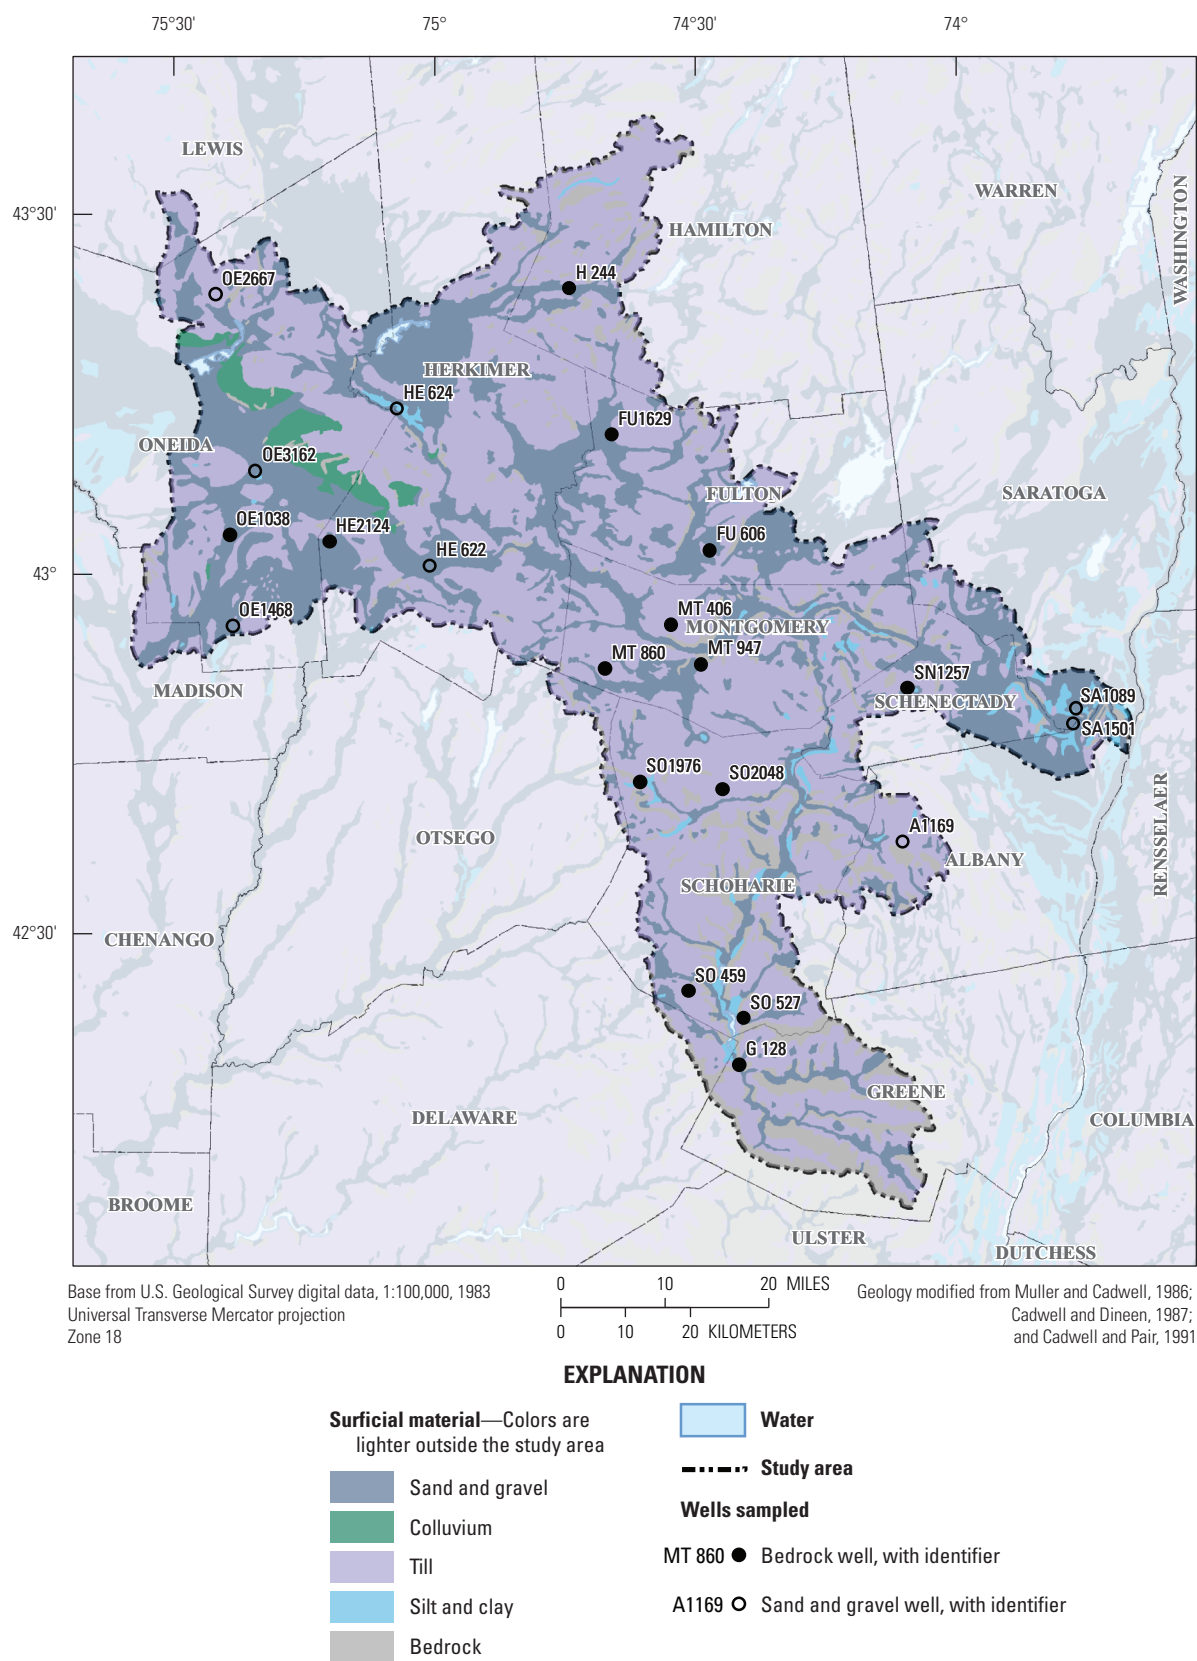 75°30'
75°
74°30'
74°
LEWIS
WARREN
WASHINGTON
43°30'
HAMILTON
OE2667
H 244
HERKIMER
HE 624
FU1629
ONEIDA
OE3162
FULTON
SARATOGA
OE1038
HE2124
FU 606
HE 622
43°
OE1468
MT 406
MONTGOMERY
MT 860
MT 947
MADISON
SN1257
SCHENECTADY
SA1089
SA1501
SO1976
SO2048
RENSSELAER
OTSEGO
A1169
ALBANY
SCHOHARIE
42°30'
CHENANGO
SO 459
SO 527
G 128
GREENE
DELAWARE
COLUMBIA
BROOME
ULSTER
DUTCHESS
Base from U.S. Geological Survey digital data, 1:100,000, 1983
Universal Transverse Mercator projection
Zone 18
0 10 20 MILES
0 10 20 KILOMETERS
Geology modified from Muller and Cadwell, 1986;
Cadwell and Dineen, 1987;
and Cadwell and Pair, 1991
EXPLANATION
Surficial material—Colors are
lighter outside the study area
Sand and gravel
Colluvium
Till
Silt and clay
Bedrock
Water
Study area
Wells sampled
MT 860 Bedrock well, with identifier
A1169 Sand and gravel well, with identifier